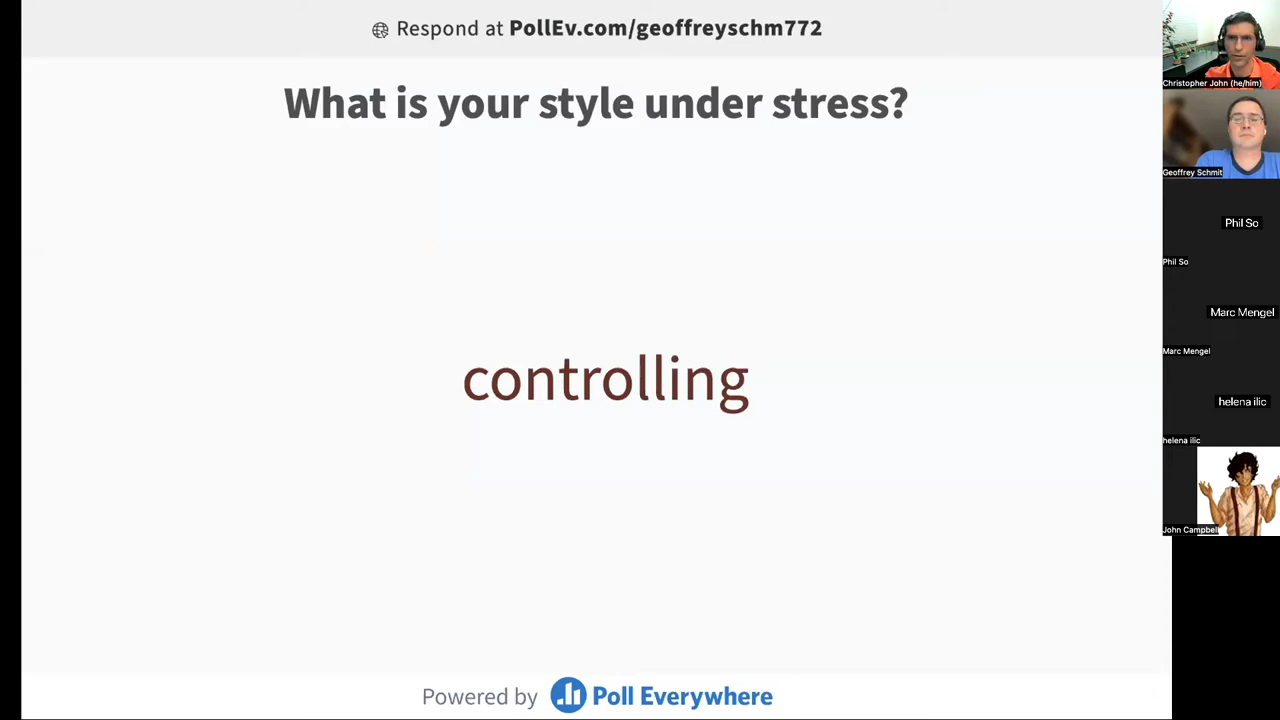 Respond at PollEv.com/geoffreyschm772
What is your style under stress?
controlling
Powered by Poll Everywhere
Christopher John (he/him)
Geoffrey Schmit
Phil So
Phil So
Marc Mengel
Marc Mengel
helena ilic
helena ilic
John Campbell